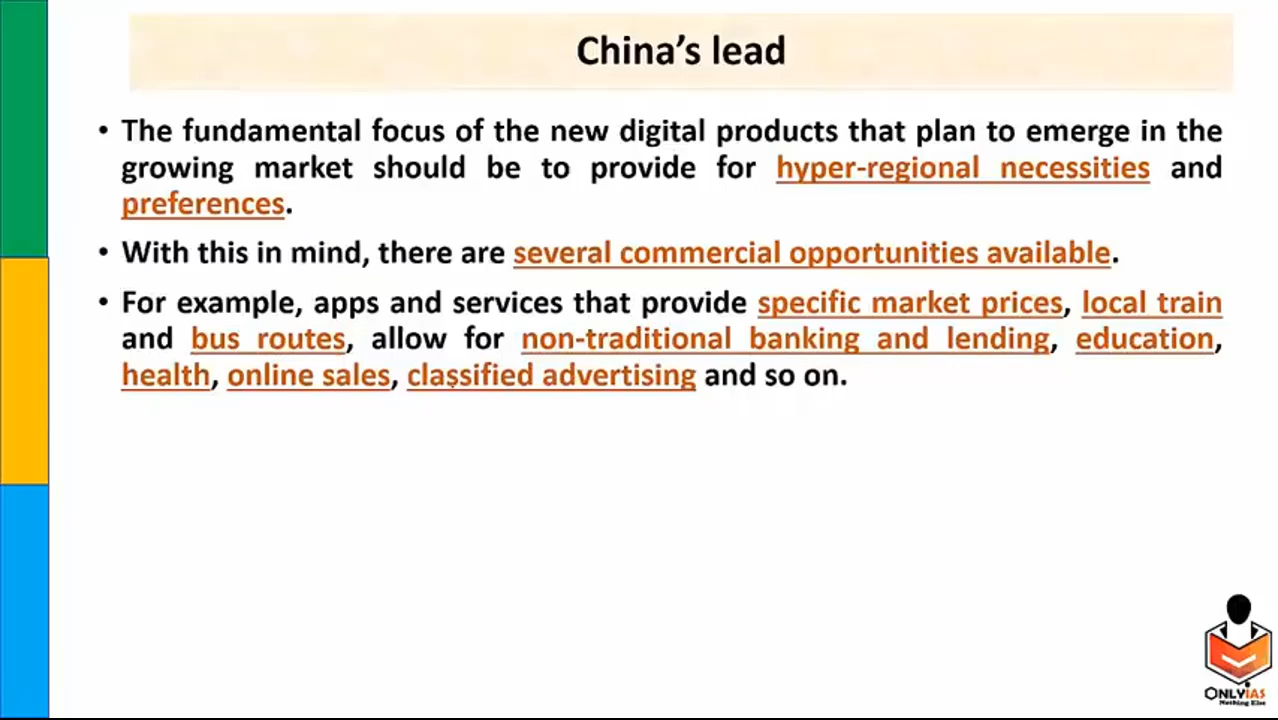 China’s lead
• The fundamental focus of the new digital products that plan to emerge in the
growing market should be to provide for hyper-regional necessities and
preferences.
• With this in mind, there are several commercial opportunities available.
• For example, apps and services that provide specific market prices, local train
and bus routes, allow for non-traditional banking and lending, education,
health, online sales, classified advertising and so on.
ONLYIAS
Nothing Else